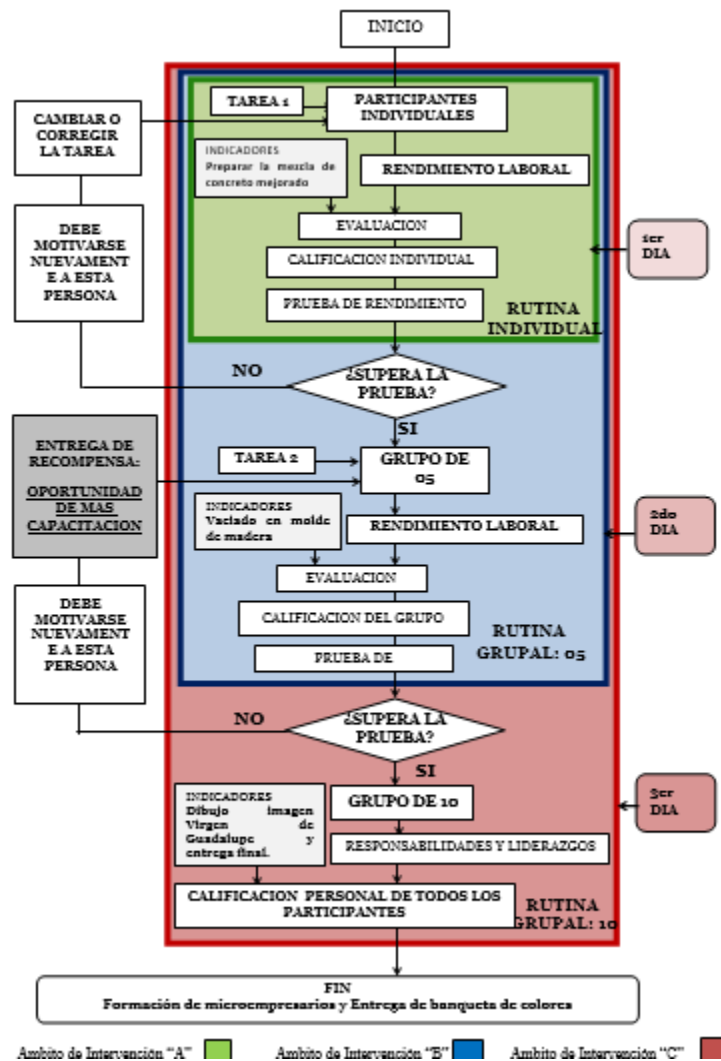 INICIO
TAREA 1
PARTICIPANTES
INDIVIDUALES
CAMBIAR O
CORREGIR
LA TAREA
INDICADORES
Preparar la mezcla de
concreto mejorado
RENDIMIENTO LABORAL
DEBE
MOTIVARSE
NUEVAMENT
E A ESTA
PERSONA
EVALUACION
CALIFICACION INDIVIDUAL
1er
DIA
PRUEBA DE RENDIMIENTO
RUTINA
INDIVIDUAL
NO
¿SUPERA LA
PRUEBA?
SI
ENTREGA DE
RECOMPENSA:
OPORTUNIDAD
DE MAS
CAPACITACION
TAREA 2
GRUPO DE
05
INDICADORES
Vaciado en molde
de madera
RENDIMIENTO LABORAL
2do
DIA
EVALUACION
DEBE
MOTIVARSE
NUEVAMENT
E A ESTA
PERSONA
CALIFICACION DEL GRUPO
RUTINA
GRUPAL: 05
PRUEBA DE
NO
¿SUPERA LA
PRUEBA?
SI
INDICADORES
Dibujo imagen
Virgen de
Guadalupe y
entrega final.
GRUPO DE 10
3er
DIA
RESPONSABILIDADES Y LIDERAZGOS
CALIFICACION PERSONAL DE TODOS LOS
PARTICIPANTES
RUTINA
GRUPAL: 10
FIN
Formación de microempresarios y Entrega de banqueta de colores
Ambito de Intervención "A"
Ambito de Intervención "B"
Ambito de Intervención "C"